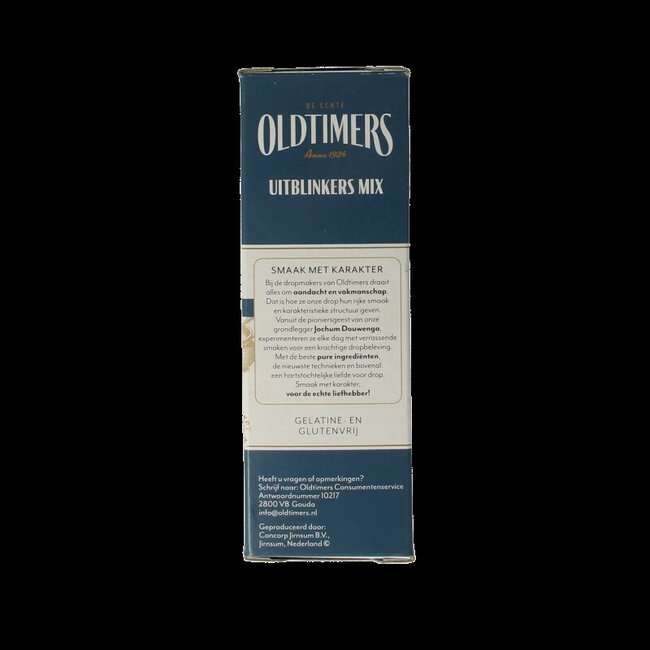 DE ECHTE
OLDTIMERS
Anno 1924
UITBLINKERS MIX
SMAAK MET KARAKTER
Bij de dropmakers van Oldtimers draait
alles om aandacht en vakmanschap.
Dat is hoe ze onze drop hun rijke smaak
en karakteristieke structuur geven.
Vanuit de pioniersgeest van onze
grondlegger Jochum Douwenga,
experimenteren ze elke dag met verrassende
smaken voor een krachtige dropbeleving.
Met de beste pure ingrediënten,
de nieuwste technieken en bovenal:
een hartstochtelijke liefde voor drop.
Smaak met karakter,
voor de echte liefhebber!
GELATINE- EN
GLUTENVRIJ
Heeft u vragen of opmerkingen?
Schrijf naar: Oldtimers Consumentenservice
Antwoordnummer 10217
2800 VB Gouda
info@oldtimers.nl
Geproduceerd door:
Concorp Jirnsum B.V.,
Jirnsum, Nederland ©